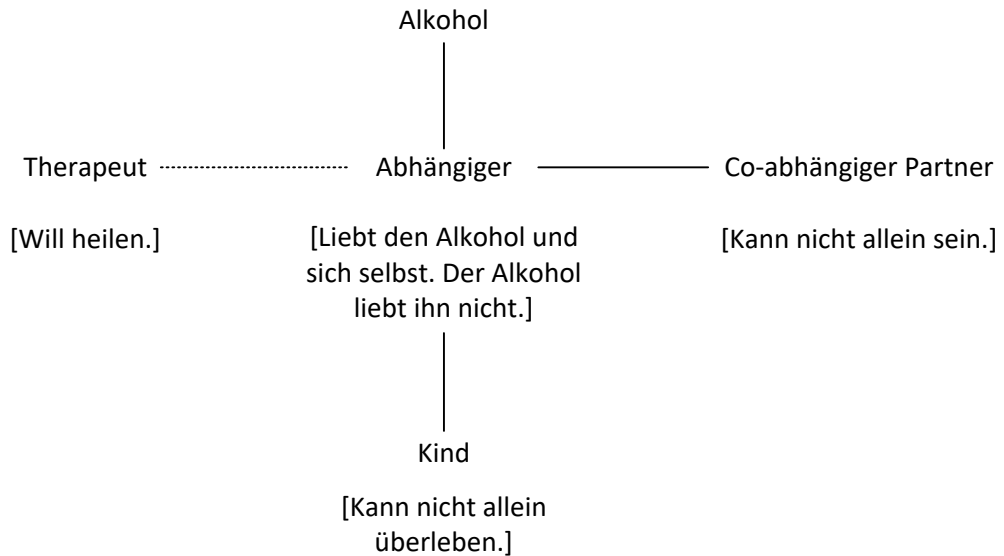 Alkohol
Therapeut
Abhängiger
Co-abhängiger Partner
[Will heilen.]
[Liebt den Alkohol und
sich selbst. Der Alkohol
liebt ihn nicht.]
[Kann nicht allein sein.]
Kind
[Kann nicht allein
überleben.]